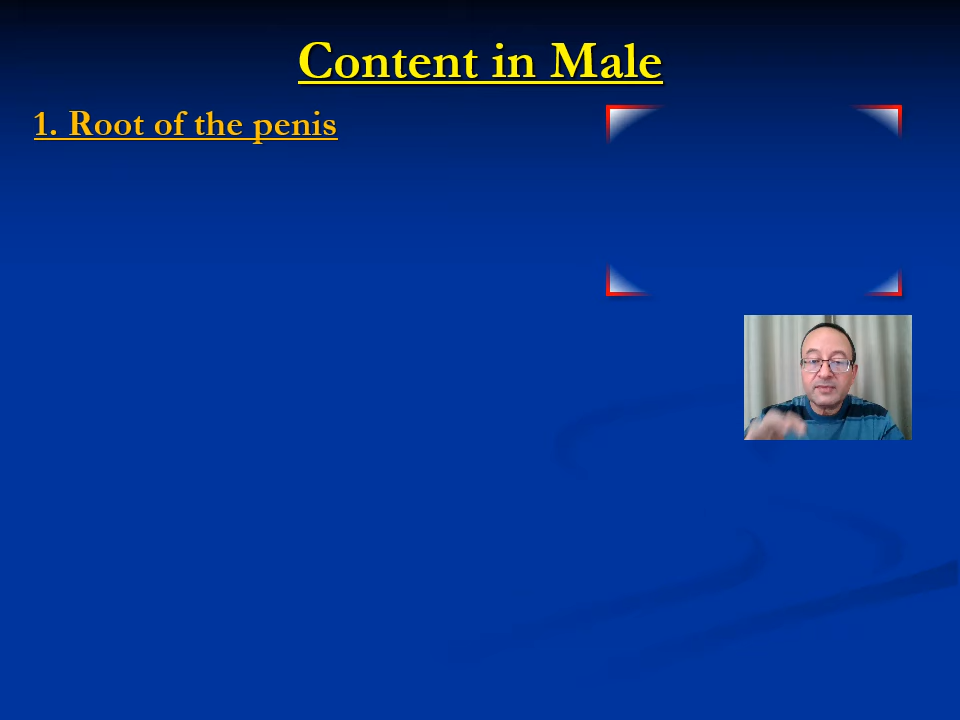 Content in Male
1. Root of the penis